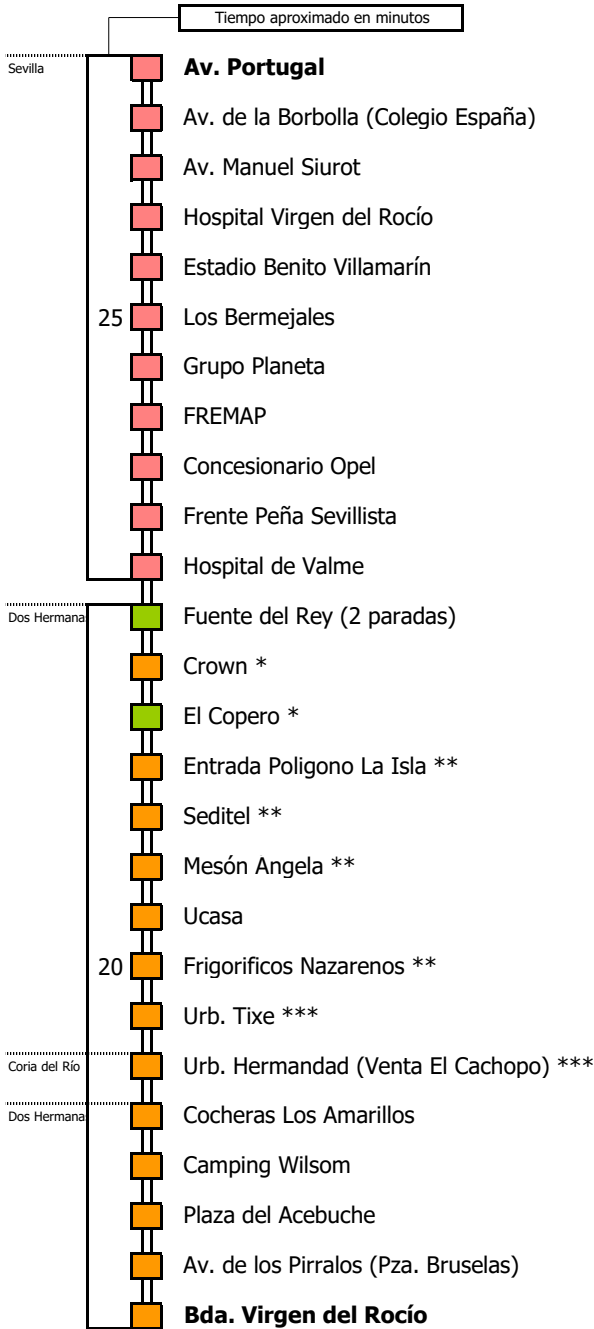 Tiempo aproximado en minutos
Sevilla
Av. Portugal
Av. de la Borbolla (Colegio España)
Av. Manuel Siurot
Hospital Virgen del Rocío
Estadio Benito Villamarín
25 Los Bermejales
Grupo Planeta
FREMAP
Concesionario Opel
Frente Peña Sevillista
Hospital de Valme
Dos Hermana
Fuente del Rey (2 paradas)
Crown *
El Copero *
Entrada Poligono La Isla **
Seditel **
Mesón Angela **
Ucasa
20 Frigorificos Nazarenos **
Urb. Tixe ***
Coria del Río
Urb. Hermandad (Venta El Cachopo) ***
Dos Hermana
Cocheras Los Amarillos
Camping Wilsom
Plaza del Acebuche
Av. de los Pirralos (Pza. Bruselas)
Bda. Virgen del Rocío